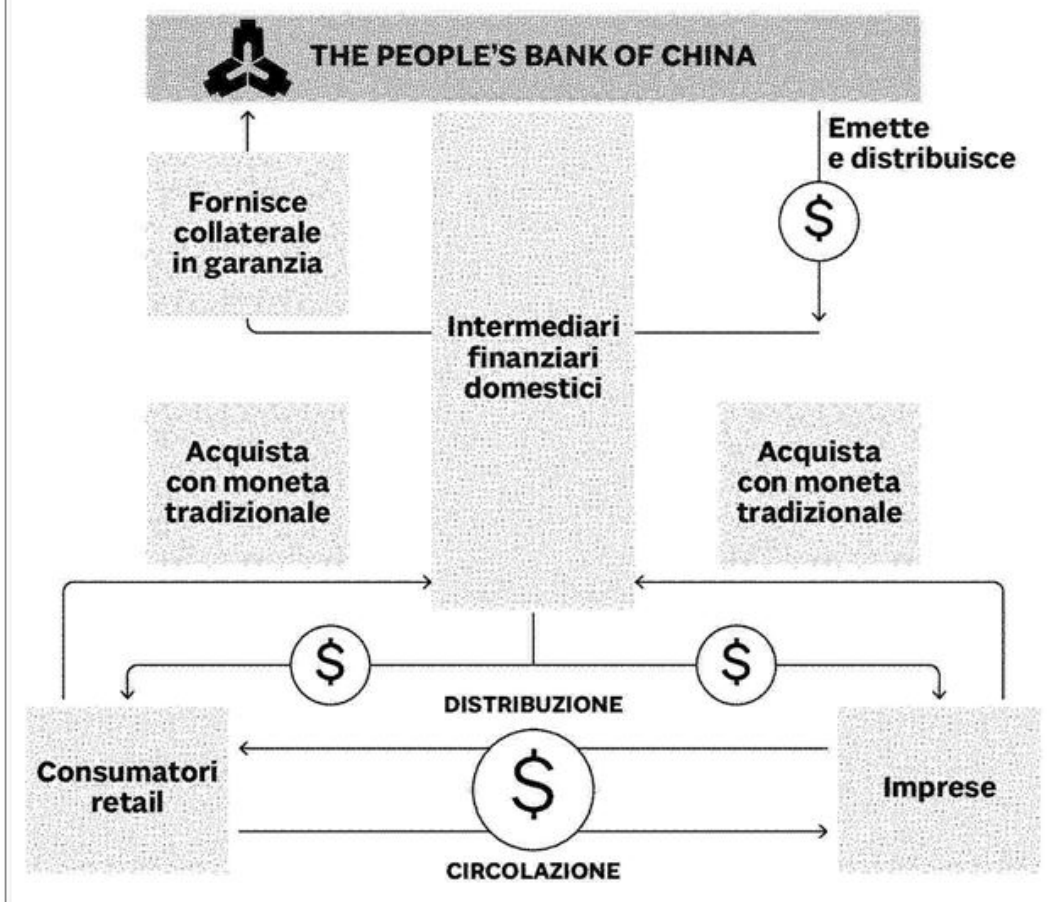 THE PEOPLE'S BANK OF CHINA
Emette
e distribuisce
$
Fornisce
collaterale
in garanzia
Intermediari
finanziari
domestici
Acquista
con moneta
tradizionale
Acquista
con moneta
tradizionale
$
$
DISTRIBUZIONE
Consumatori
retail
$
Imprese
CIRCOLAZIONE